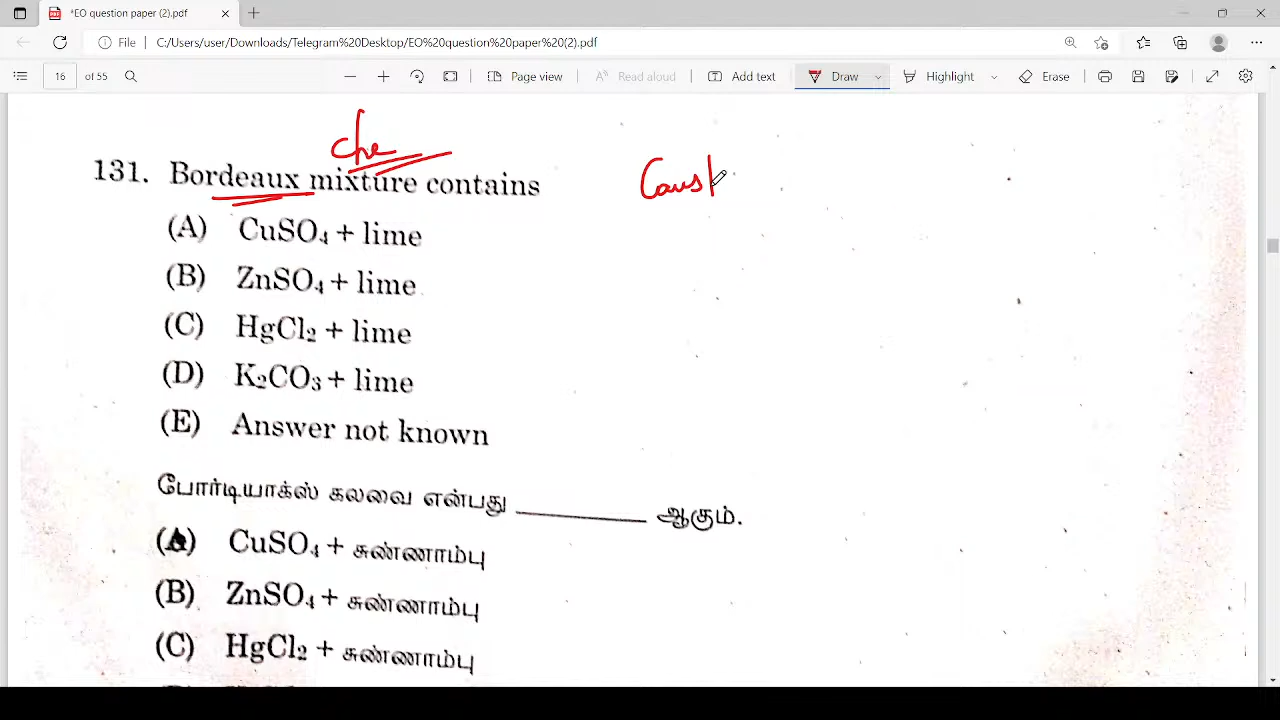 *EO question paper (2).pdf
File C:/Users/user/Downloads/Telegram%20Desktop/EO%20question%20paper%20(2).pdf
16 of 55 Page view Read aloud Add text Draw Highlight Erase
che
131. Bordeaux mixture contains
Caust
(A) CuSO₄ + lime
(B) ZnSO₄ + lime
(C) HgCl₂ + lime
(D) K₂CO₃ + lime
(E) Answer not known
போர்டியாக்ஸ் கலவை என்பது ________ ஆகும்.
(A) CuSO₄ + சுண்ணாம்பு
(B) ZnSO₄ + சுண்ணாம்பு
(C) HgCl₂ + சுண்ணாம்பு